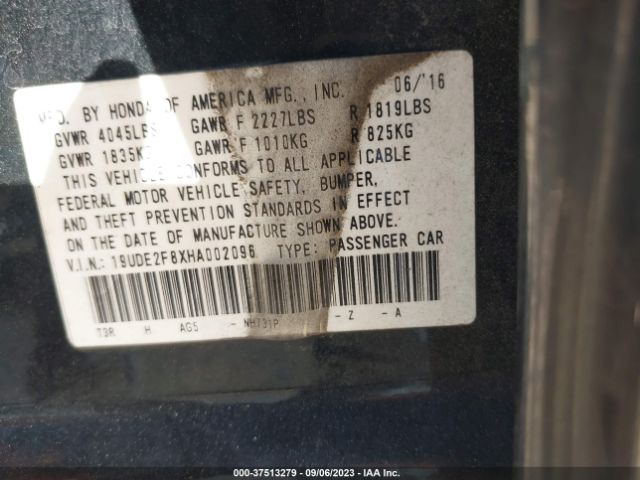 MFD. BY HONDA OF AMERICA MFG., INC. 06/'16
GVWR 4045LBS GAWR F 2227LBS R 1819LBS
GVWR 1835KG GAWR F 1010KG R 825KG
THIS VEHICLE CONFORMS TO ALL APPLICABLE
FEDERAL MOTOR VEHICLE SAFETY, BUMPER,
AND THEFT PREVENTION STANDARDS IN EFFECT
ON THE DATE OF MANUFACTURE SHOWN ABOVE.
V.I.N.: 19UDE2F8XHA002096 TYPE: PASSENGER CAR
T3R H AG5 - NH731P - Z - A
000-37513279 - 09/06/2023 - IAA Inc.